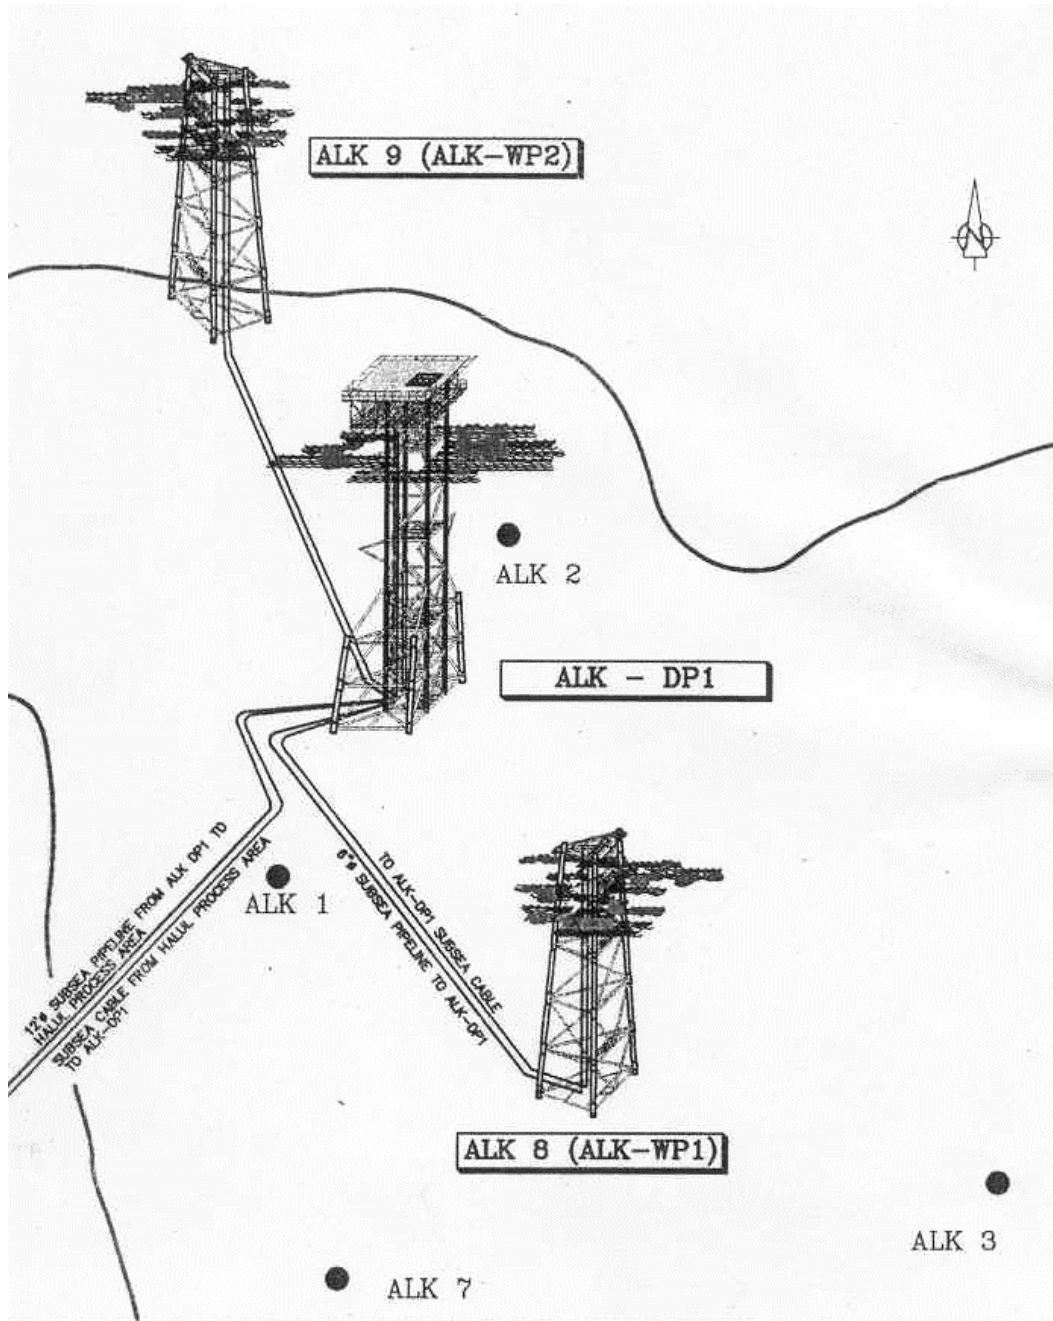 ALK 9 (ALK-WP2)
N
ALK 2
ALK - DP1
12"ø SUBSEA PIPELINE FROM ALK DP1 TO
HALUL PROCESS AREA
SUBSEA CABLE FROM HALUL PROCESS AREA
TO ALK-DP1
ALK 1
TO ALK-DP1 SUBSEA CABLE
6"ø SUBSEA PIPELINE TO ALK-DP1
ALK 8 (ALK-WP1)
ALK 3
ALK 7